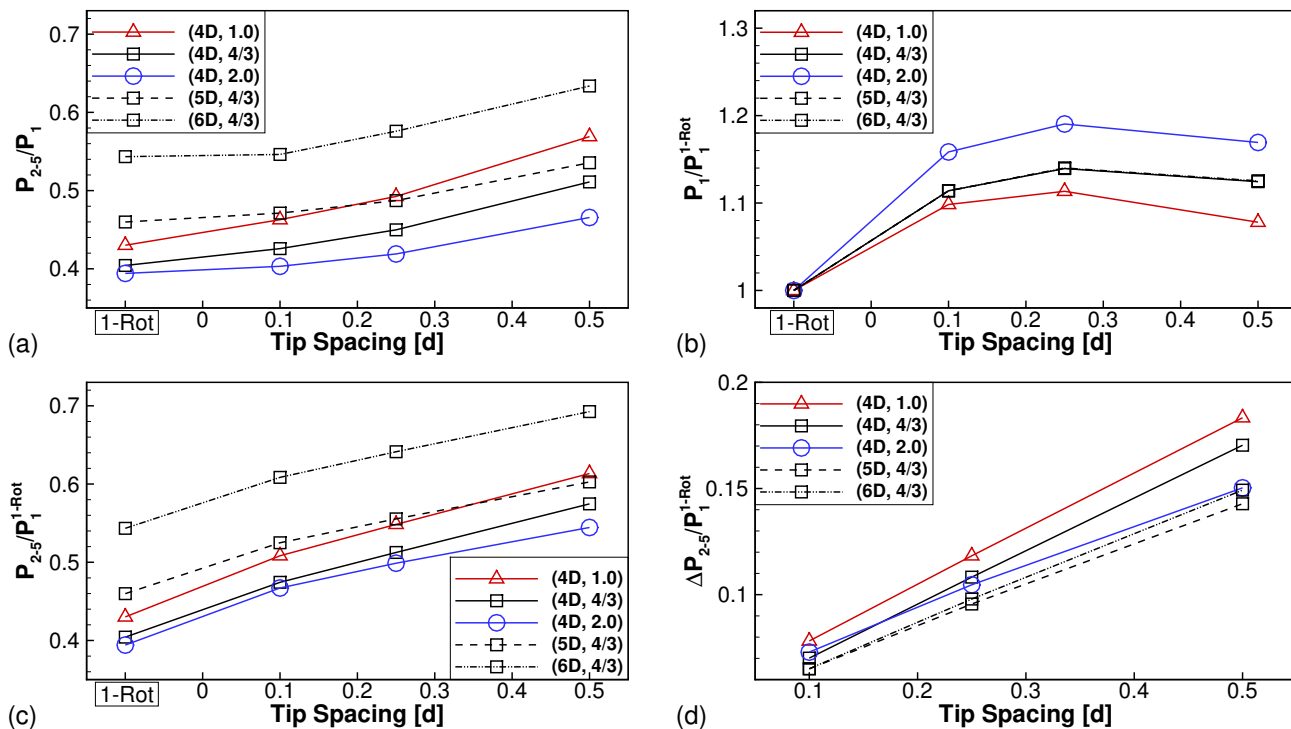 (4D, 1.0)
(4D, 4/3)
(4D, 2.0)
(5D, 4/3)
(6D, 4/3)
P2-5/P1
0.7
0.6
0.5
0.4
1-Rot
0
0.1
0.2
0.3
0.4
0.5
Tip Spacing [d]
(a)
(4D, 1.0)
(4D, 4/3)
(4D, 2.0)
(5D, 4/3)
(6D, 4/3)
P1/P1^1-Rot
1.3
1.2
1.1
1
1-Rot
0
0.1
0.2
0.3
0.4
0.5
Tip Spacing [d]
(b)
P2-5/P1^1-Rot
0.7
0.6
0.5
0.4
(4D, 1.0)
(4D, 4/3)
(4D, 2.0)
(5D, 4/3)
(6D, 4/3)
1-Rot
0
0.1
0.2
0.3
0.4
0.5
Tip Spacing [d]
(c)
(4D, 1.0)
(4D, 4/3)
(4D, 2.0)
(5D, 4/3)
(6D, 4/3)
ΔP2-5/P1^1-Rot
0.2
0.15
0.1
0.1
0.2
0.3
0.4
0.5
Tip Spacing [d]
(d)